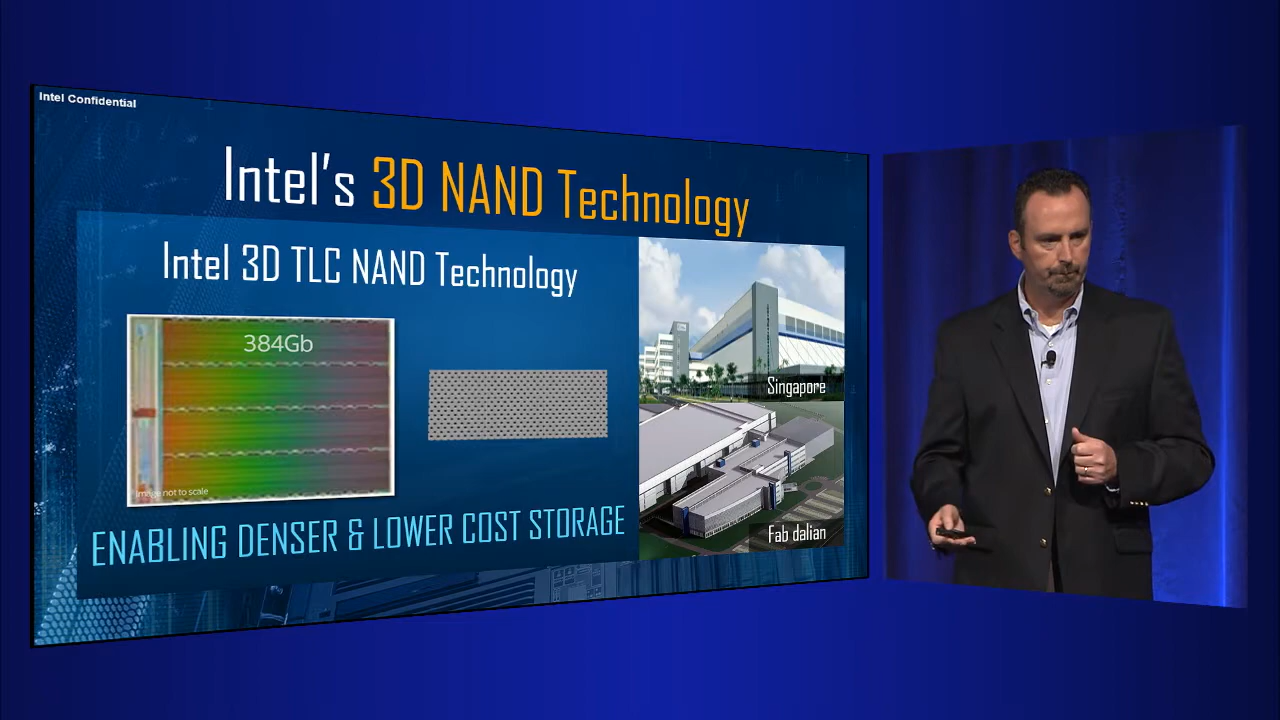 Intel Confidential
Intel's 3D NAND Technology
Intel 3D TLC NAND Technology
384Gb
Image not to scale
ENABLING DENSER & LOWER COST STORAGE
Singapore
Fab dalian